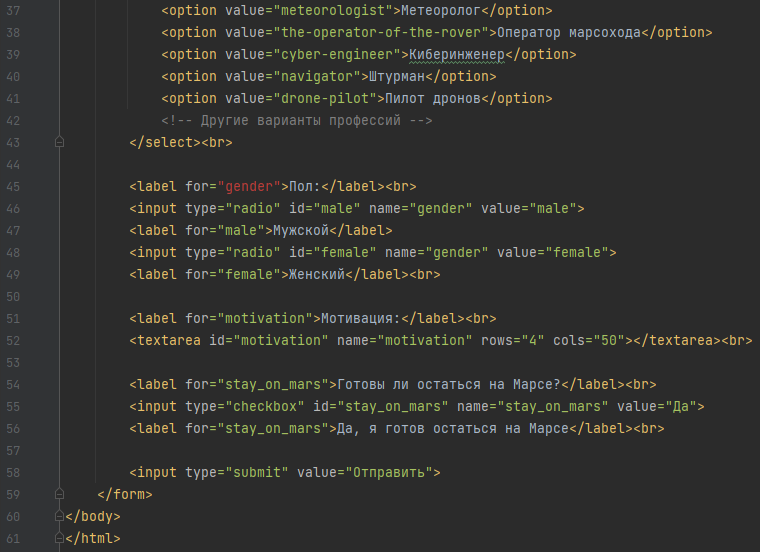 37 <option value="meteorologist">Метеоролог</option>
38 <option value="the-operator-of-the-rover">Оператор марсохода</option>
39 <option value="cyber-engineer">Киберинженер</option>
40 <option value="navigator">Штурман</option>
41 <option value="drone-pilot">Пилот дронов</option>
42 <!-- Другие варианты профессий -->
43 </select><br>
44
45 <label for="gender">Пол:</label><br>
46 <input type="radio" id="male" name="gender" value="male">
47 <label for="male">Мужской</label>
48 <input type="radio" id="female" name="gender" value="female">
49 <label for="female">Женский</label><br>
50
51 <label for="motivation">Мотивация:</label><br>
52 <textarea id="motivation" name="motivation" rows="4" cols="50"></textarea><br>
53
54 <label for="stay_on_mars">Готовы ли остаться на Марсе?</label><br>
55 <input type="checkbox" id="stay_on_mars" name="stay_on_mars" value="Да">
56 <label for="stay_on_mars">Да, я готов остаться на Марсе</label><br>
57
58 <input type="submit" value="Отправить">
59 </form>
60 </body>
61 </html>